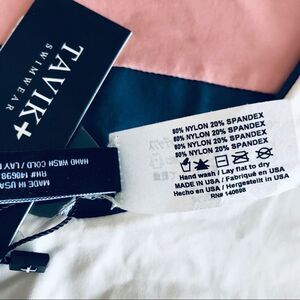 TAVIK
SWIMWEAR
HAND WASH COLD / LAY
RN# 140698
MADE IN USA
80% NYLON 20% SPANDEX
80% NYLON 20% SPANDEX
80% NYLON 20% SPANDEX
80% NYLON 20% SPANDEX
Hand wash / Lay flat to dry
MADE IN USA / Fabriqué en USA
Hecho en USA / Hergestellt in USA
RN# 140698